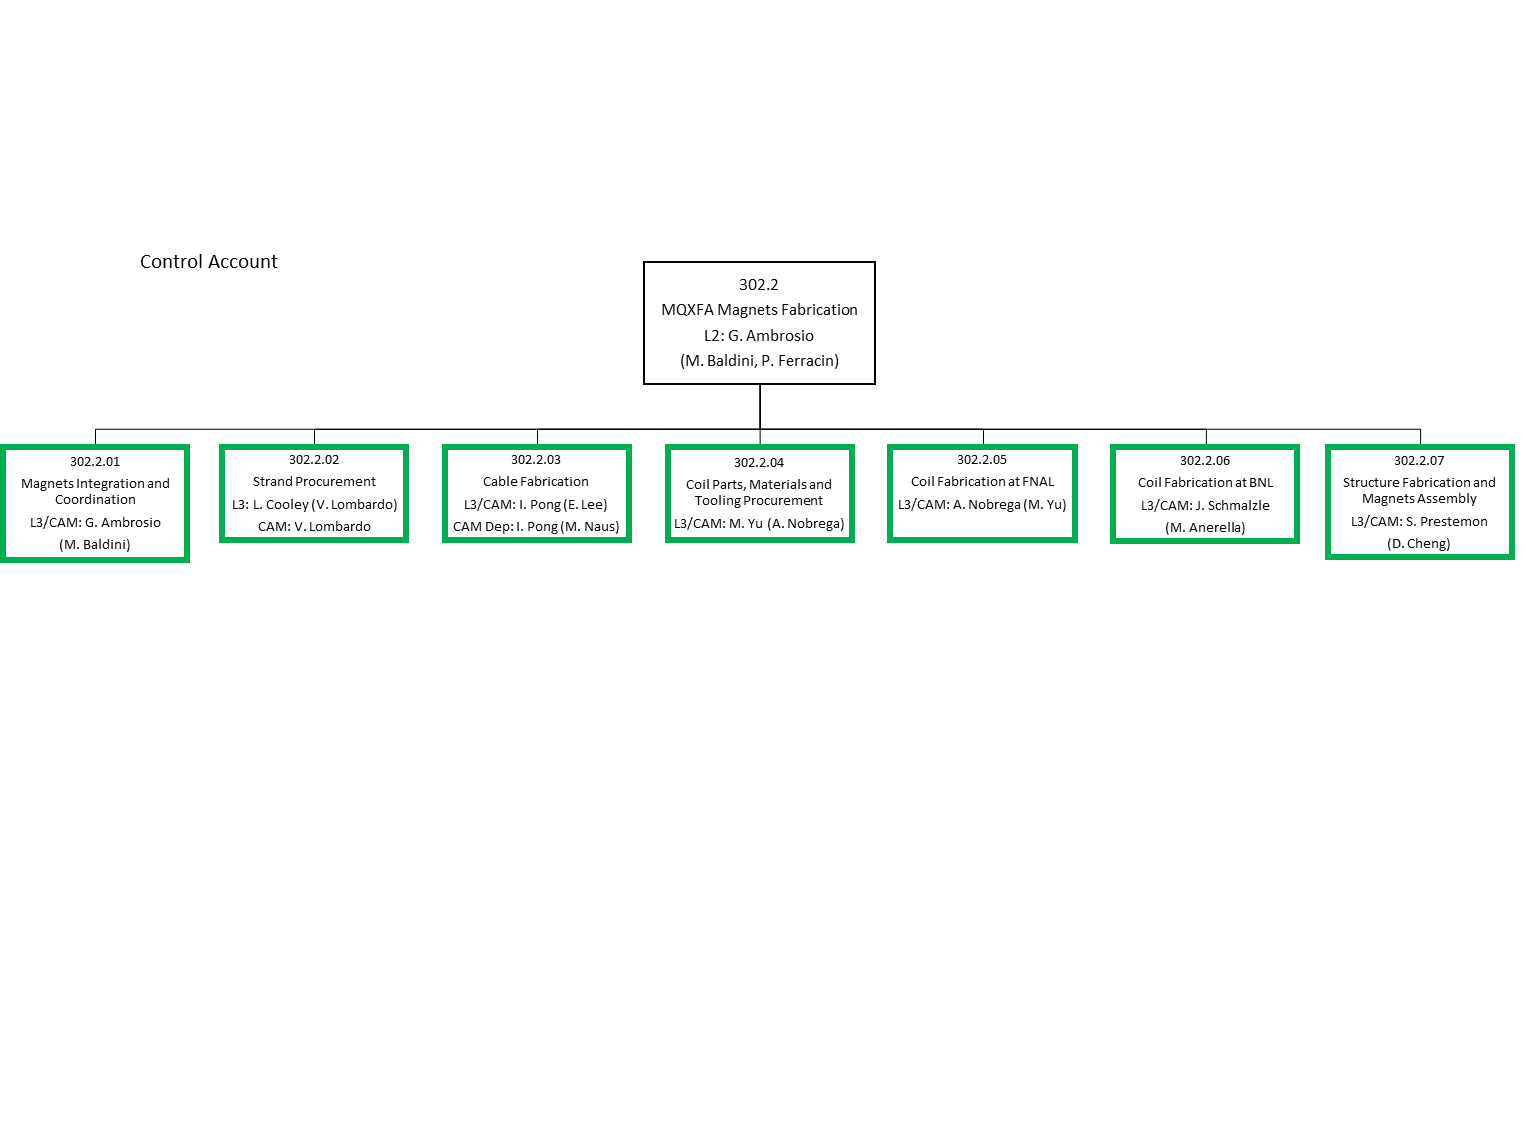 Control Account
302.2
MQXFA Magnets Fabrication
L2: G. Ambrosio
(M. Baldini, P. Ferracin)
302.2.01
Magnets Integration and
Coordination
L3/CAM: G. Ambrosio
(M. Baldini)
302.2.02
Strand Procurement
L3: L. Cooley (V. Lombardo)
CAM: V. Lombardo
302.2.03
Cable Fabrication
L3/CAM: I. Pong (E. Lee)
CAM Dep: I. Pong (M. Naus)
302.2.04
Coil Parts, Materials and
Tooling Procurement
L3/CAM: M. Yu (A. Nobrega)
302.2.05
Coil Fabrication at FNAL
L3/CAM: A. Nobrega (M. Yu)
302.2.06
Coil Fabrication at BNL
L3/CAM: J. Schmalzle
(M. Anerella)
302.2.07
Structure Fabrication and
Magnets Assembly
L3/CAM: S. Prestemon
(D. Cheng)